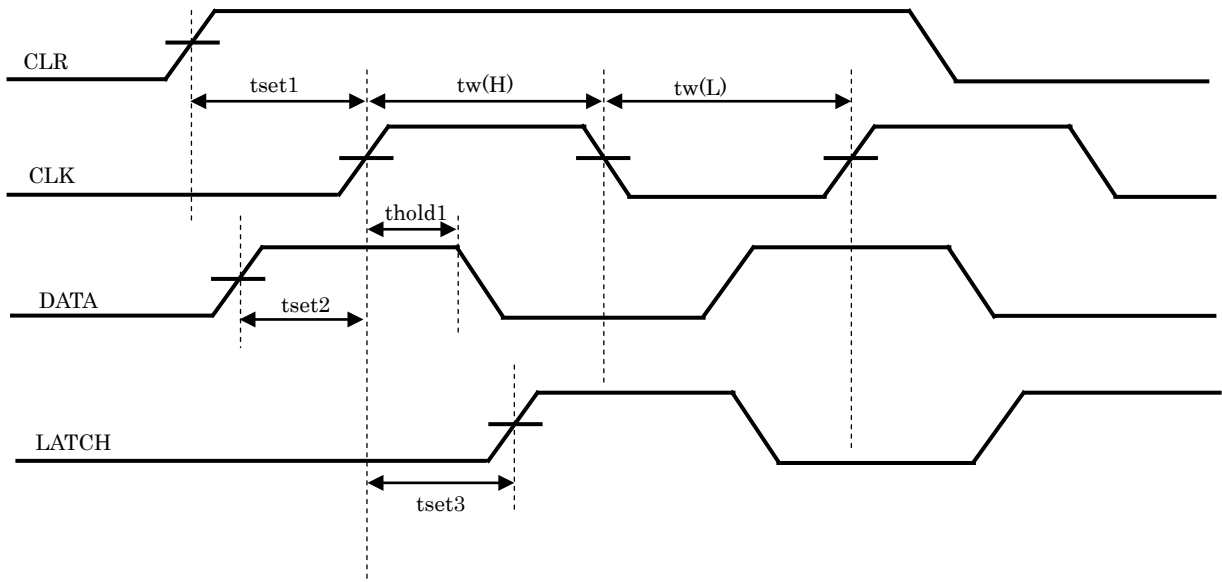 CLR
tset1
tw(H)
tw(L)
CLK
thold1
DATA
tset2
LATCH
tset3